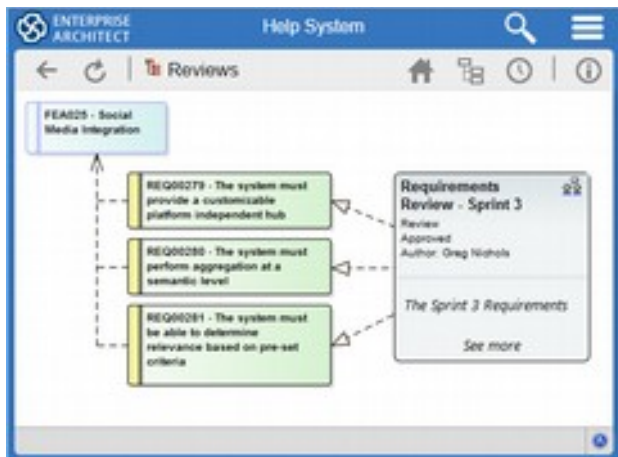 ENTERPRISE
ARCHITECT
Help System
Reviews
FEA025 - Social
Media Integration
REQ00279 - The system must
provide a customizable
platform independent hub
REQ00280 - The system must
perform aggregation at a
semantic level
REQ00281 - The system must
be able to determine
relevance based on pre-set
criteria
Requirements
Review - Sprint 3
Review
Approved
Author: Greg Nichols
The Sprint 3 Requirements
See more